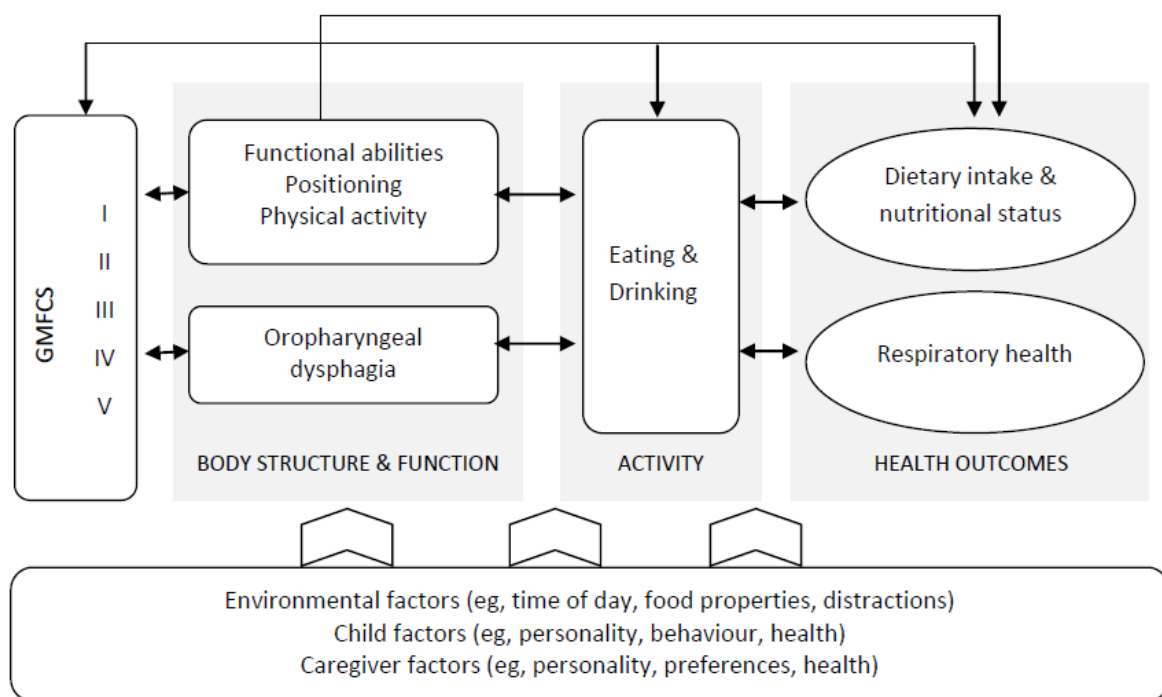 GMFCS
I
II
III
IV
V
Functional abilities
Positioning
Physical activity
Oropharyngeal
dysphagia
BODY STRUCTURE & FUNCTION
Eating &
Drinking
ACTIVITY
Dietary intake &
nutritional status
Respiratory health
HEALTH OUTCOMES
Environmental factors (eg, time of day, food properties, distractions)
Child factors (eg, personality, behaviour, health)
Caregiver factors (eg, personality, preferences, health)